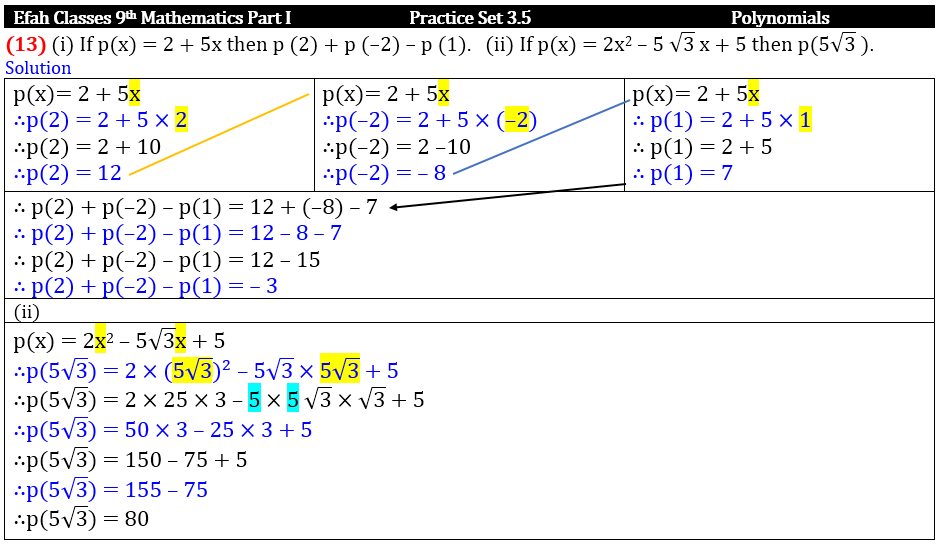 Efah Classes 9th Mathematics Part I Practice Set 3.5 Polynomials
(13) (i) If p(x) = 2 + 5x then p (2) + p (–2) – p (1). (ii) If p(x) = 2x² – 5 √3 x + 5 then p(5√3 ).
Solution
p(x)= 2 + 5x
∴p(2) = 2 + 5 × 2
∴p(2) = 2 + 10
∴p(2) = 12
p(x)= 2 + 5x
∴p(–2) = 2 + 5 × (–2)
∴p(–2) = 2 –10
∴p(–2) = – 8
p(x)= 2 + 5x
∴ p(1) = 2 + 5 × 1
∴ p(1) = 2 + 5
∴ p(1) = 7
∴ p(2) + p(–2) – p(1) = 12 + (–8) – 7
∴ p(2) + p(–2) – p(1) = 12 – 8 – 7
∴ p(2) + p(–2) – p(1) = 12 – 15
∴ p(2) + p(–2) – p(1) = – 3
(ii)
p(x) = 2x² – 5√3x + 5
∴p(5√3) = 2 × (5√3)² – 5√3 × 5√3 + 5
∴p(5√3) = 2 × 25 × 3 – 5 × 5 √3 × √3 + 5
∴p(5√3) = 50 × 3 – 25 × 3 + 5
∴p(5√3) = 150 – 75 + 5
∴p(5√3) = 155 – 75
∴p(5√3) = 80